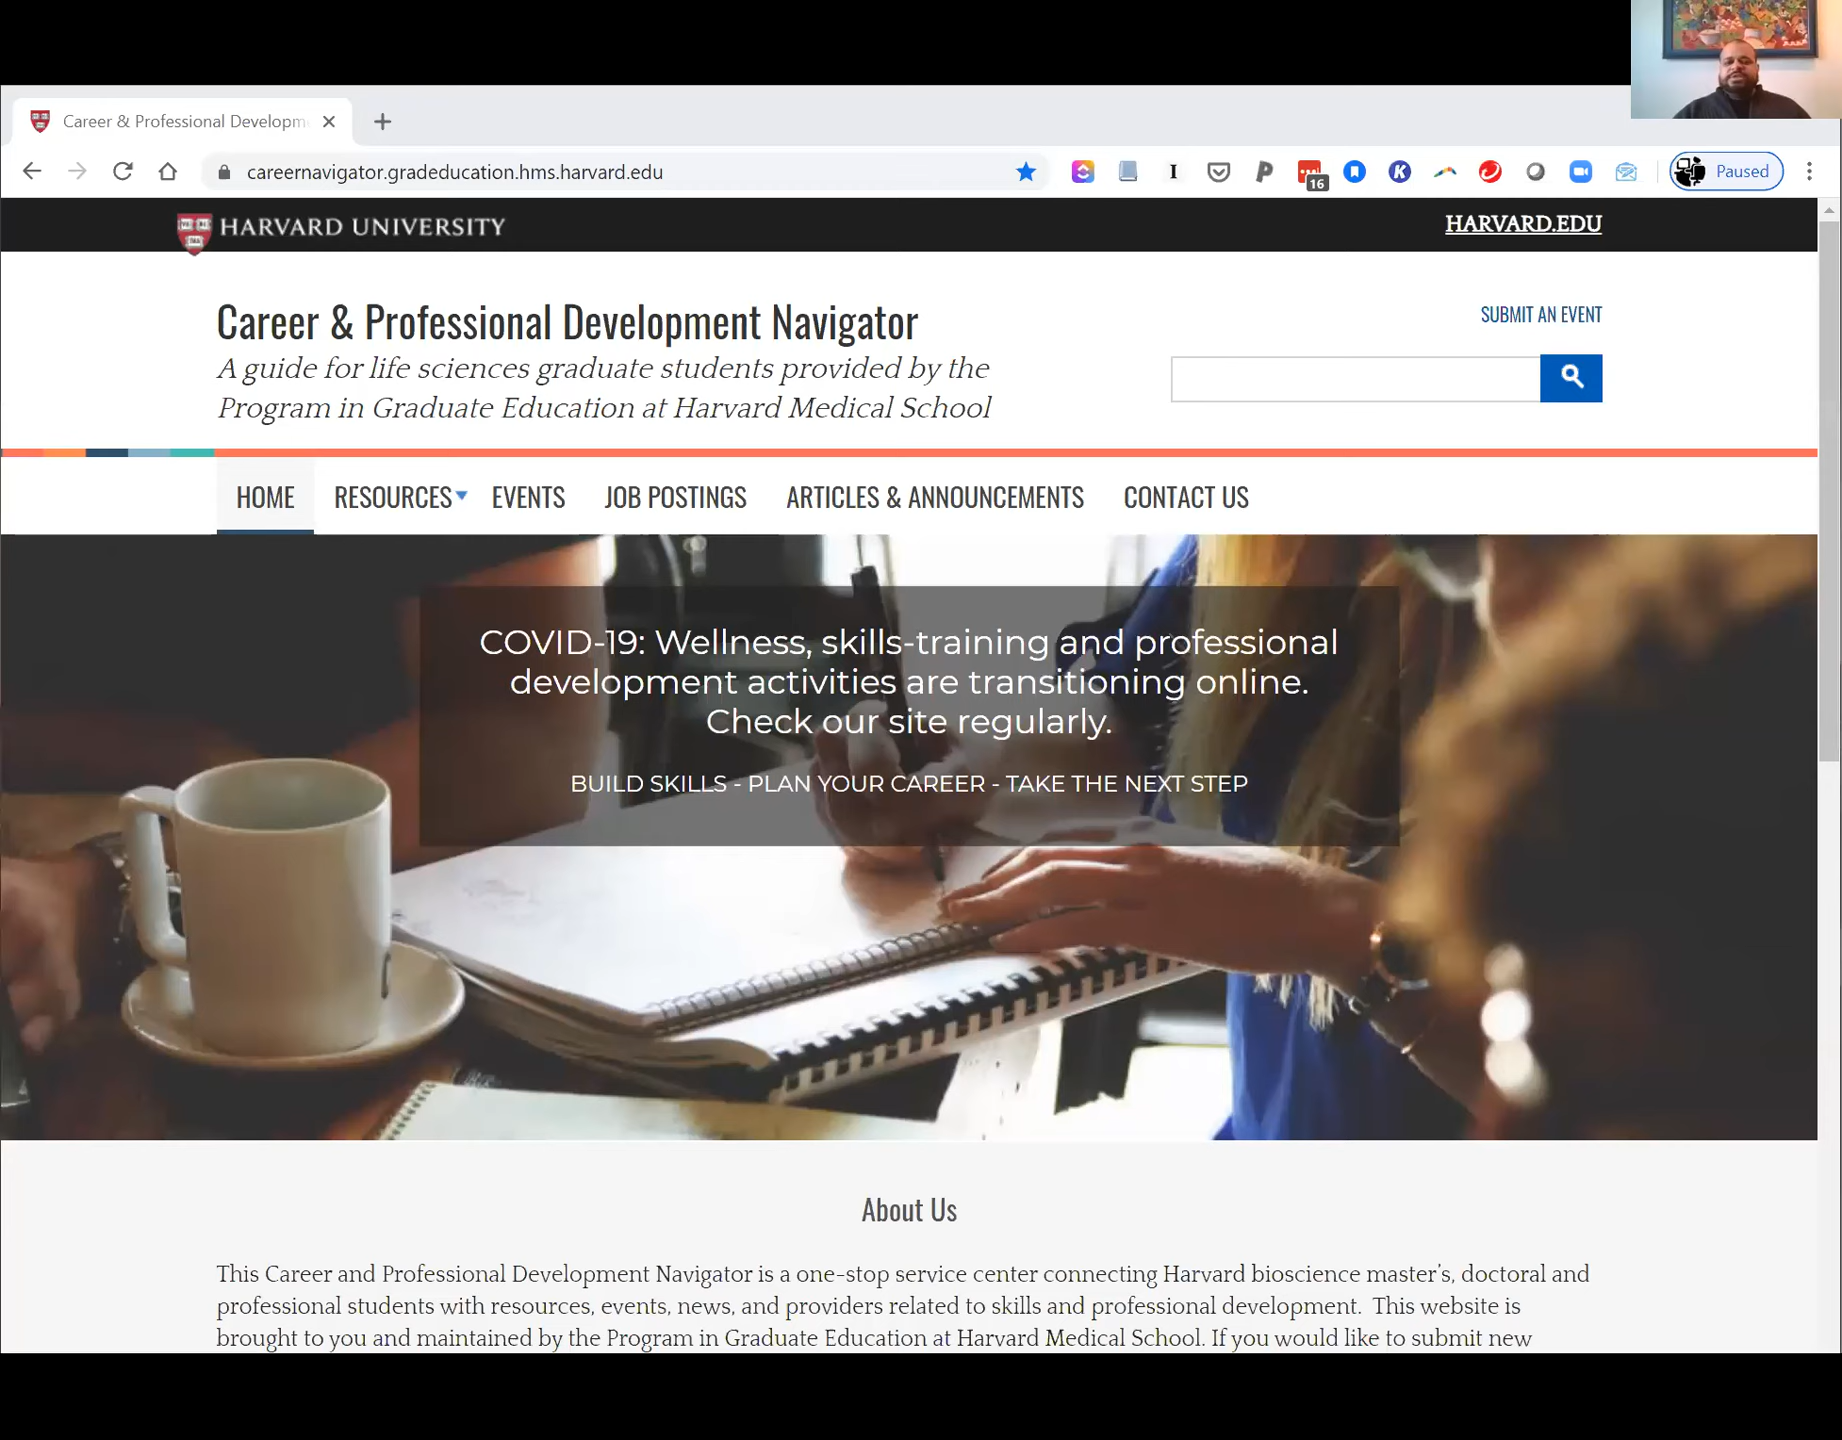 Career & Professional Developm
careernavigator.gradeducation.hms.harvard.edu
16
Paused
HARVARD UNIVERSITY
HARVARD.EDU
Career & Professional Development Navigator
SUBMIT AN EVENT
A guide for life sciences graduate students provided by the
Program in Graduate Education at Harvard Medical School
HOME RESOURCES EVENTS JOB POSTINGS ARTICLES & ANNOUNCEMENTS CONTACT US
COVID-19: Wellness, skills-training and professional
development activities are transitioning online.
Check our site regularly.
BUILD SKILLS - PLAN YOUR CAREER - TAKE THE NEXT STEP
About Us
This Career and Professional Development Navigator is a one-stop service center connecting Harvard bioscience master's, doctoral and
professional students with resources, events, news, and providers related to skills and professional development. This website is
brought to you and maintained by the Program in Graduate Education at Harvard Medical School. If you would like to submit new